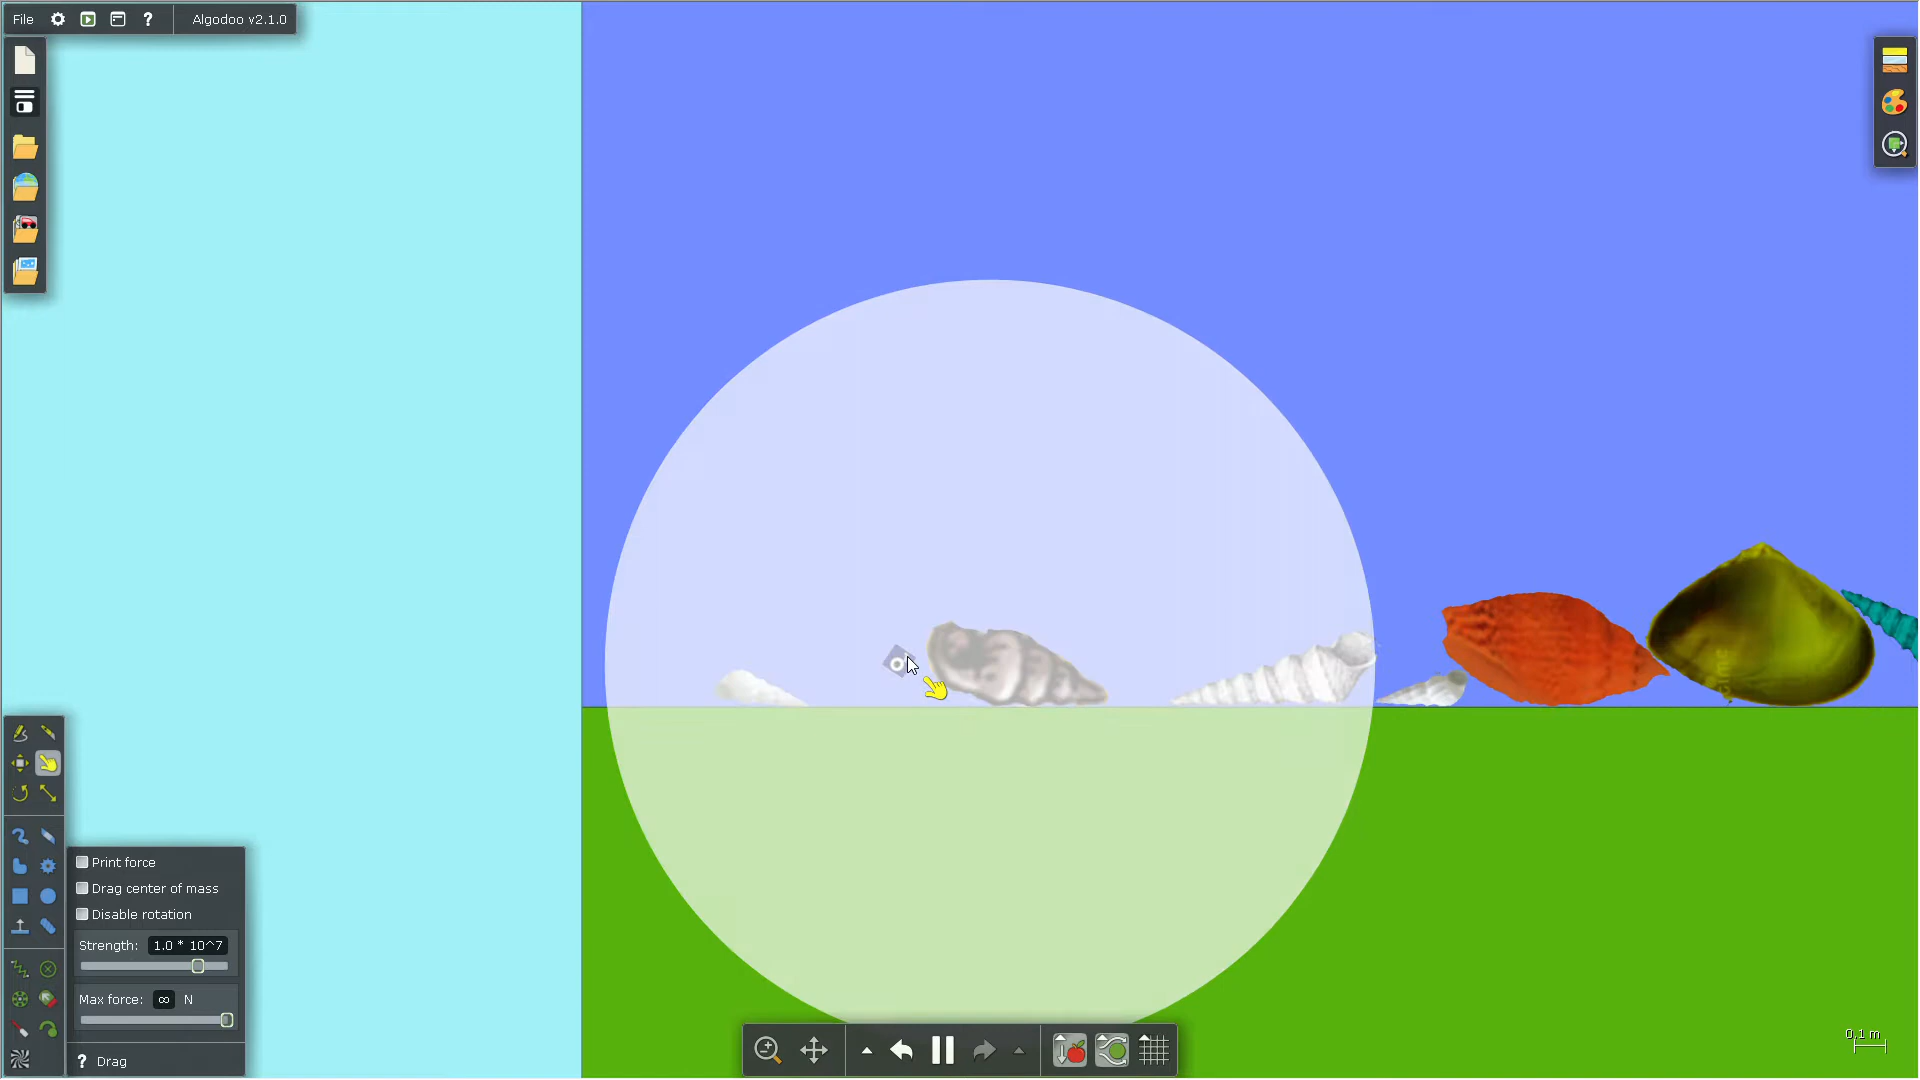 File ? Algodoo v2.1.0
Print force
Drag center of mass
Disable rotation
Strength: 1.0 * 10^7
Max force: ∞ N
? Drag
0.1 m